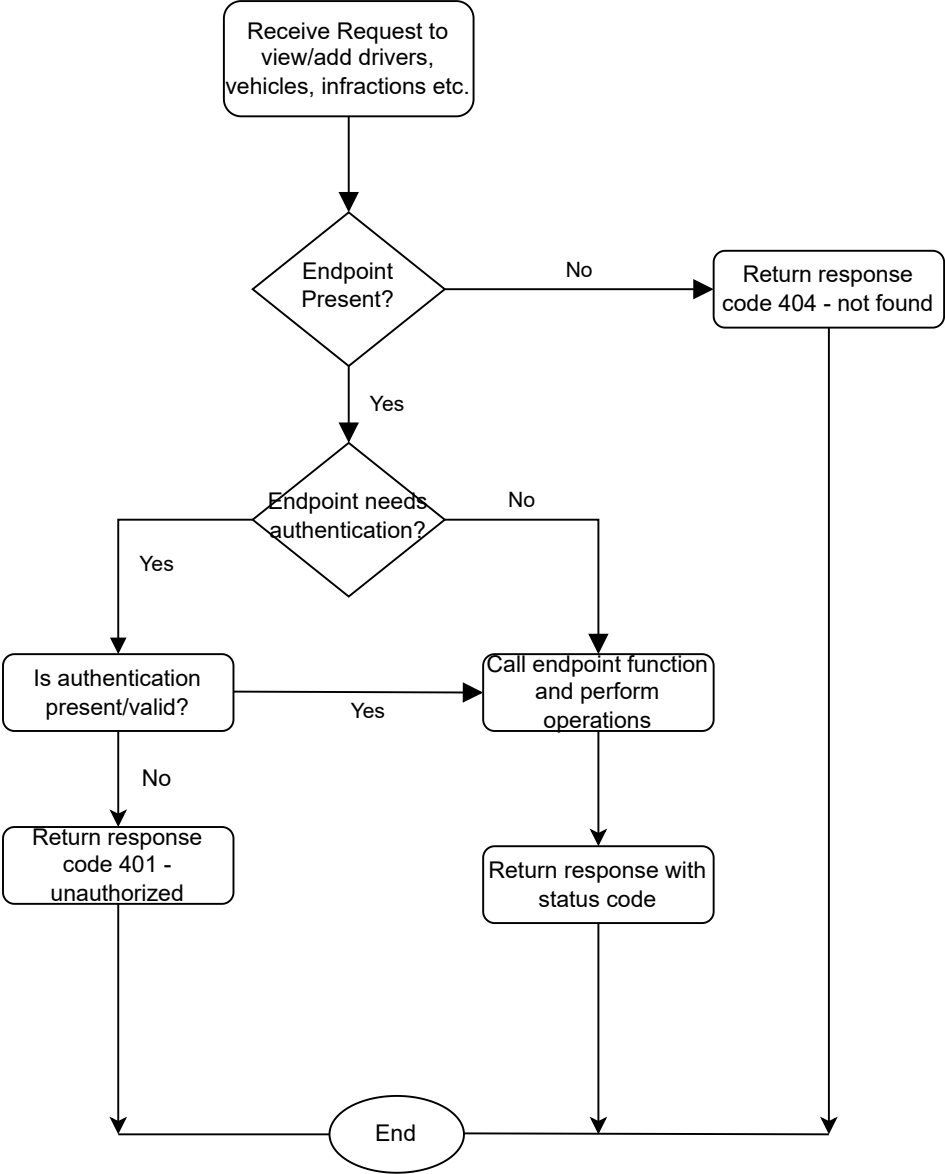 Receive Request to
view/add drivers,
vehicles, infractions etc.
Endpoint
Present?
No
Return response
code 404 - not found
Yes
Endpoint needs
authentication?
No
Yes
Is authentication
present/valid?
Yes
Call endpoint function
and perform
operations
No
Return response
code 401 -
unauthorized
Return response with
status code
End